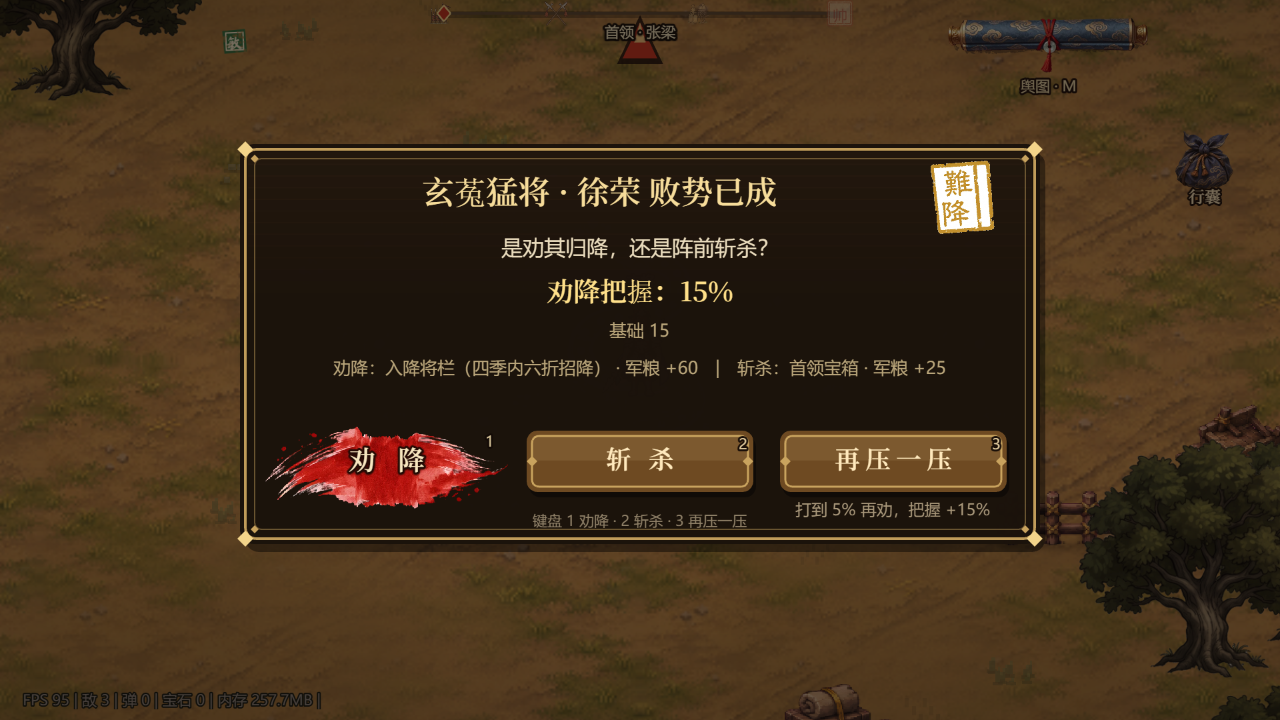 敌
首领·张梁
帅
舆图·M
行囊
玄菟猛将·徐荣 败势已成
難降
是劝其归降，还是阵前斩杀？
劝降把握：15%
基础 15
劝降：入降将栏（四季内六折招降）·军粮 +60 | 斩杀：首领宝箱·军粮 +25
劝 降 1
斩 杀 2
再压一压 3
打到 5% 再劝，把握 +15%
键盘 1 劝降·2 斩杀·3 再压一压
FPS 95 | 敌 3 | 弹 0 | 宝石 0 | 内存 257.7MB |